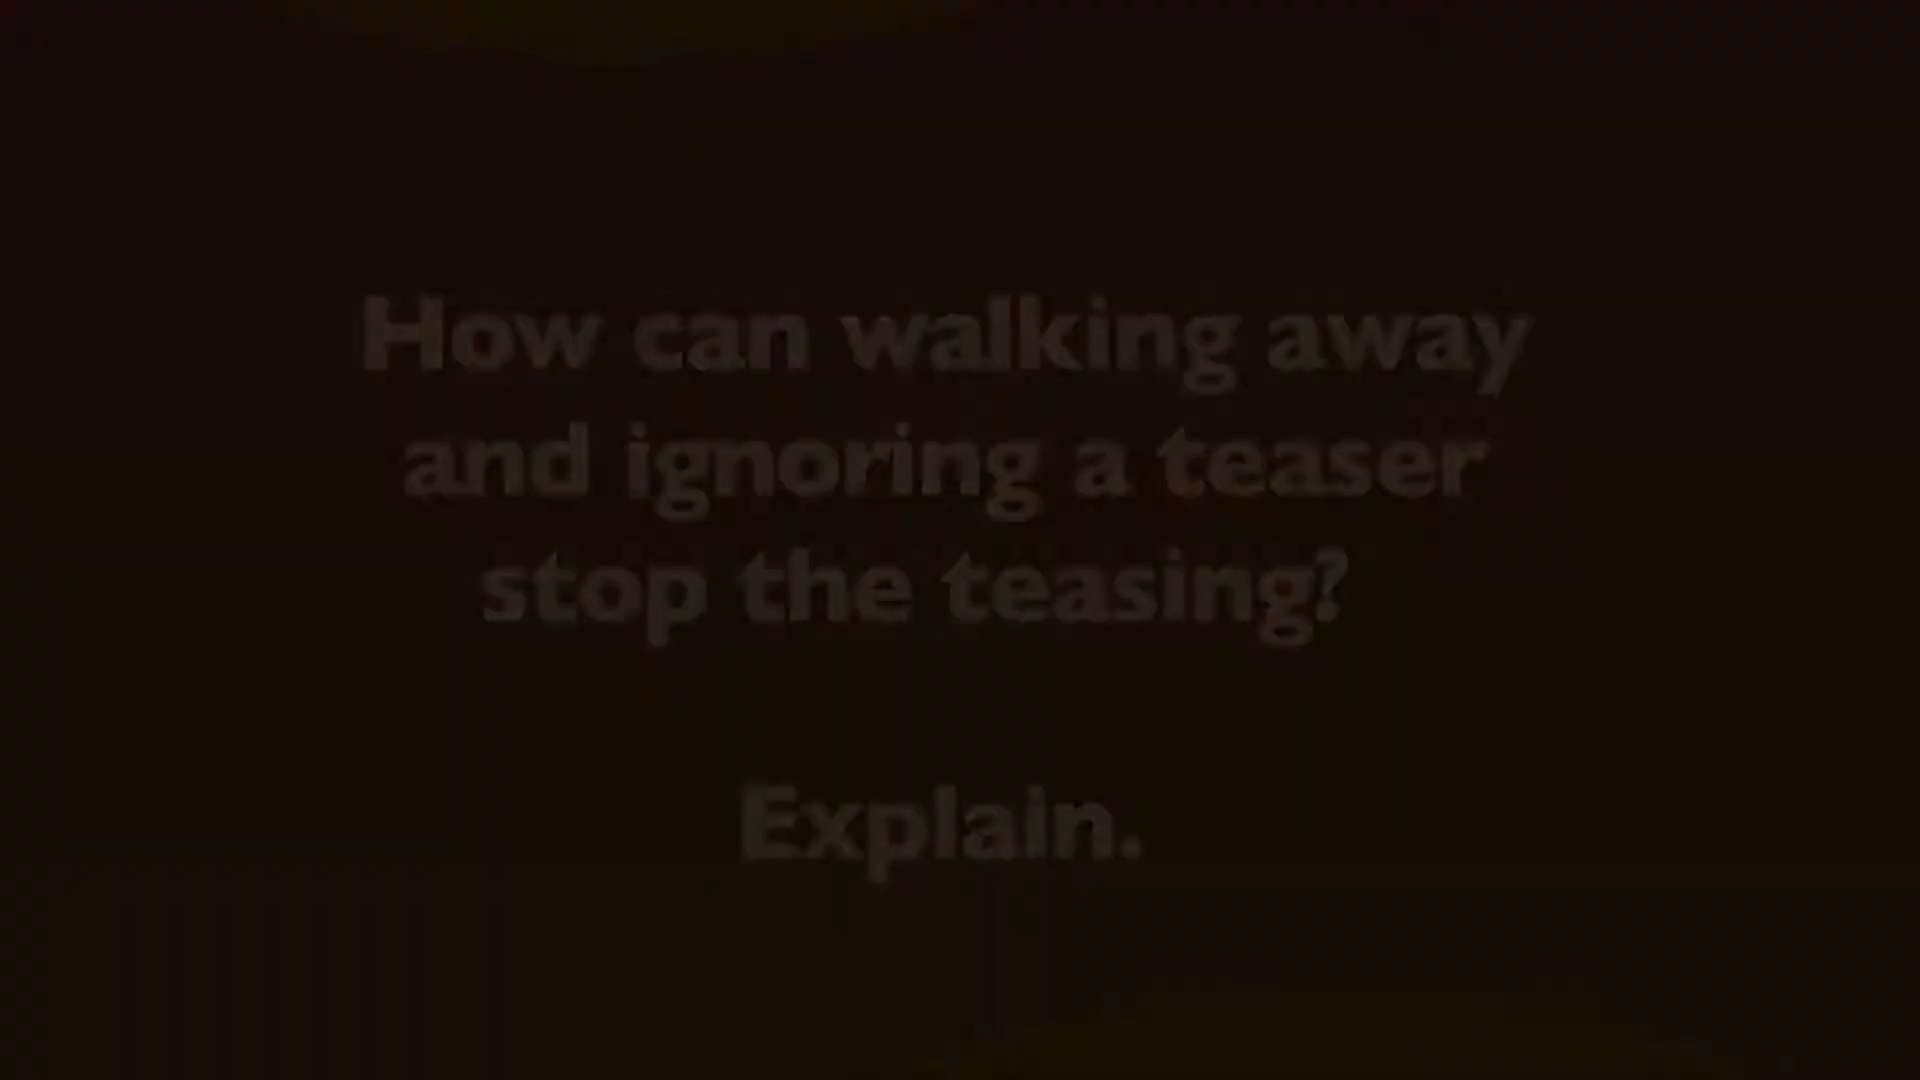 How can walking away
and ignoring a teaser
stop the teasing?
Explain.